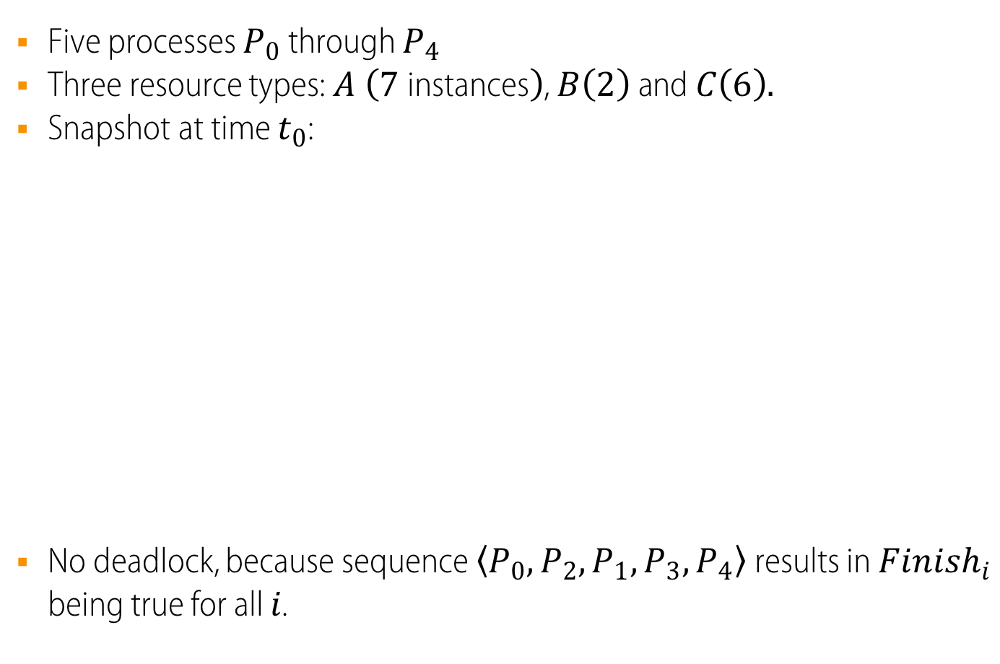 ▪ Five processes P₀ through P₄
▪ Three resource types: A (7 instances), B(2) and C(6).
▪ Snapshot at time t₀:
▪ No deadlock, because sequence ⟨P₀, P₂, P₁, P₃, P₄⟩ results in Finishᵢ
being true for all i.